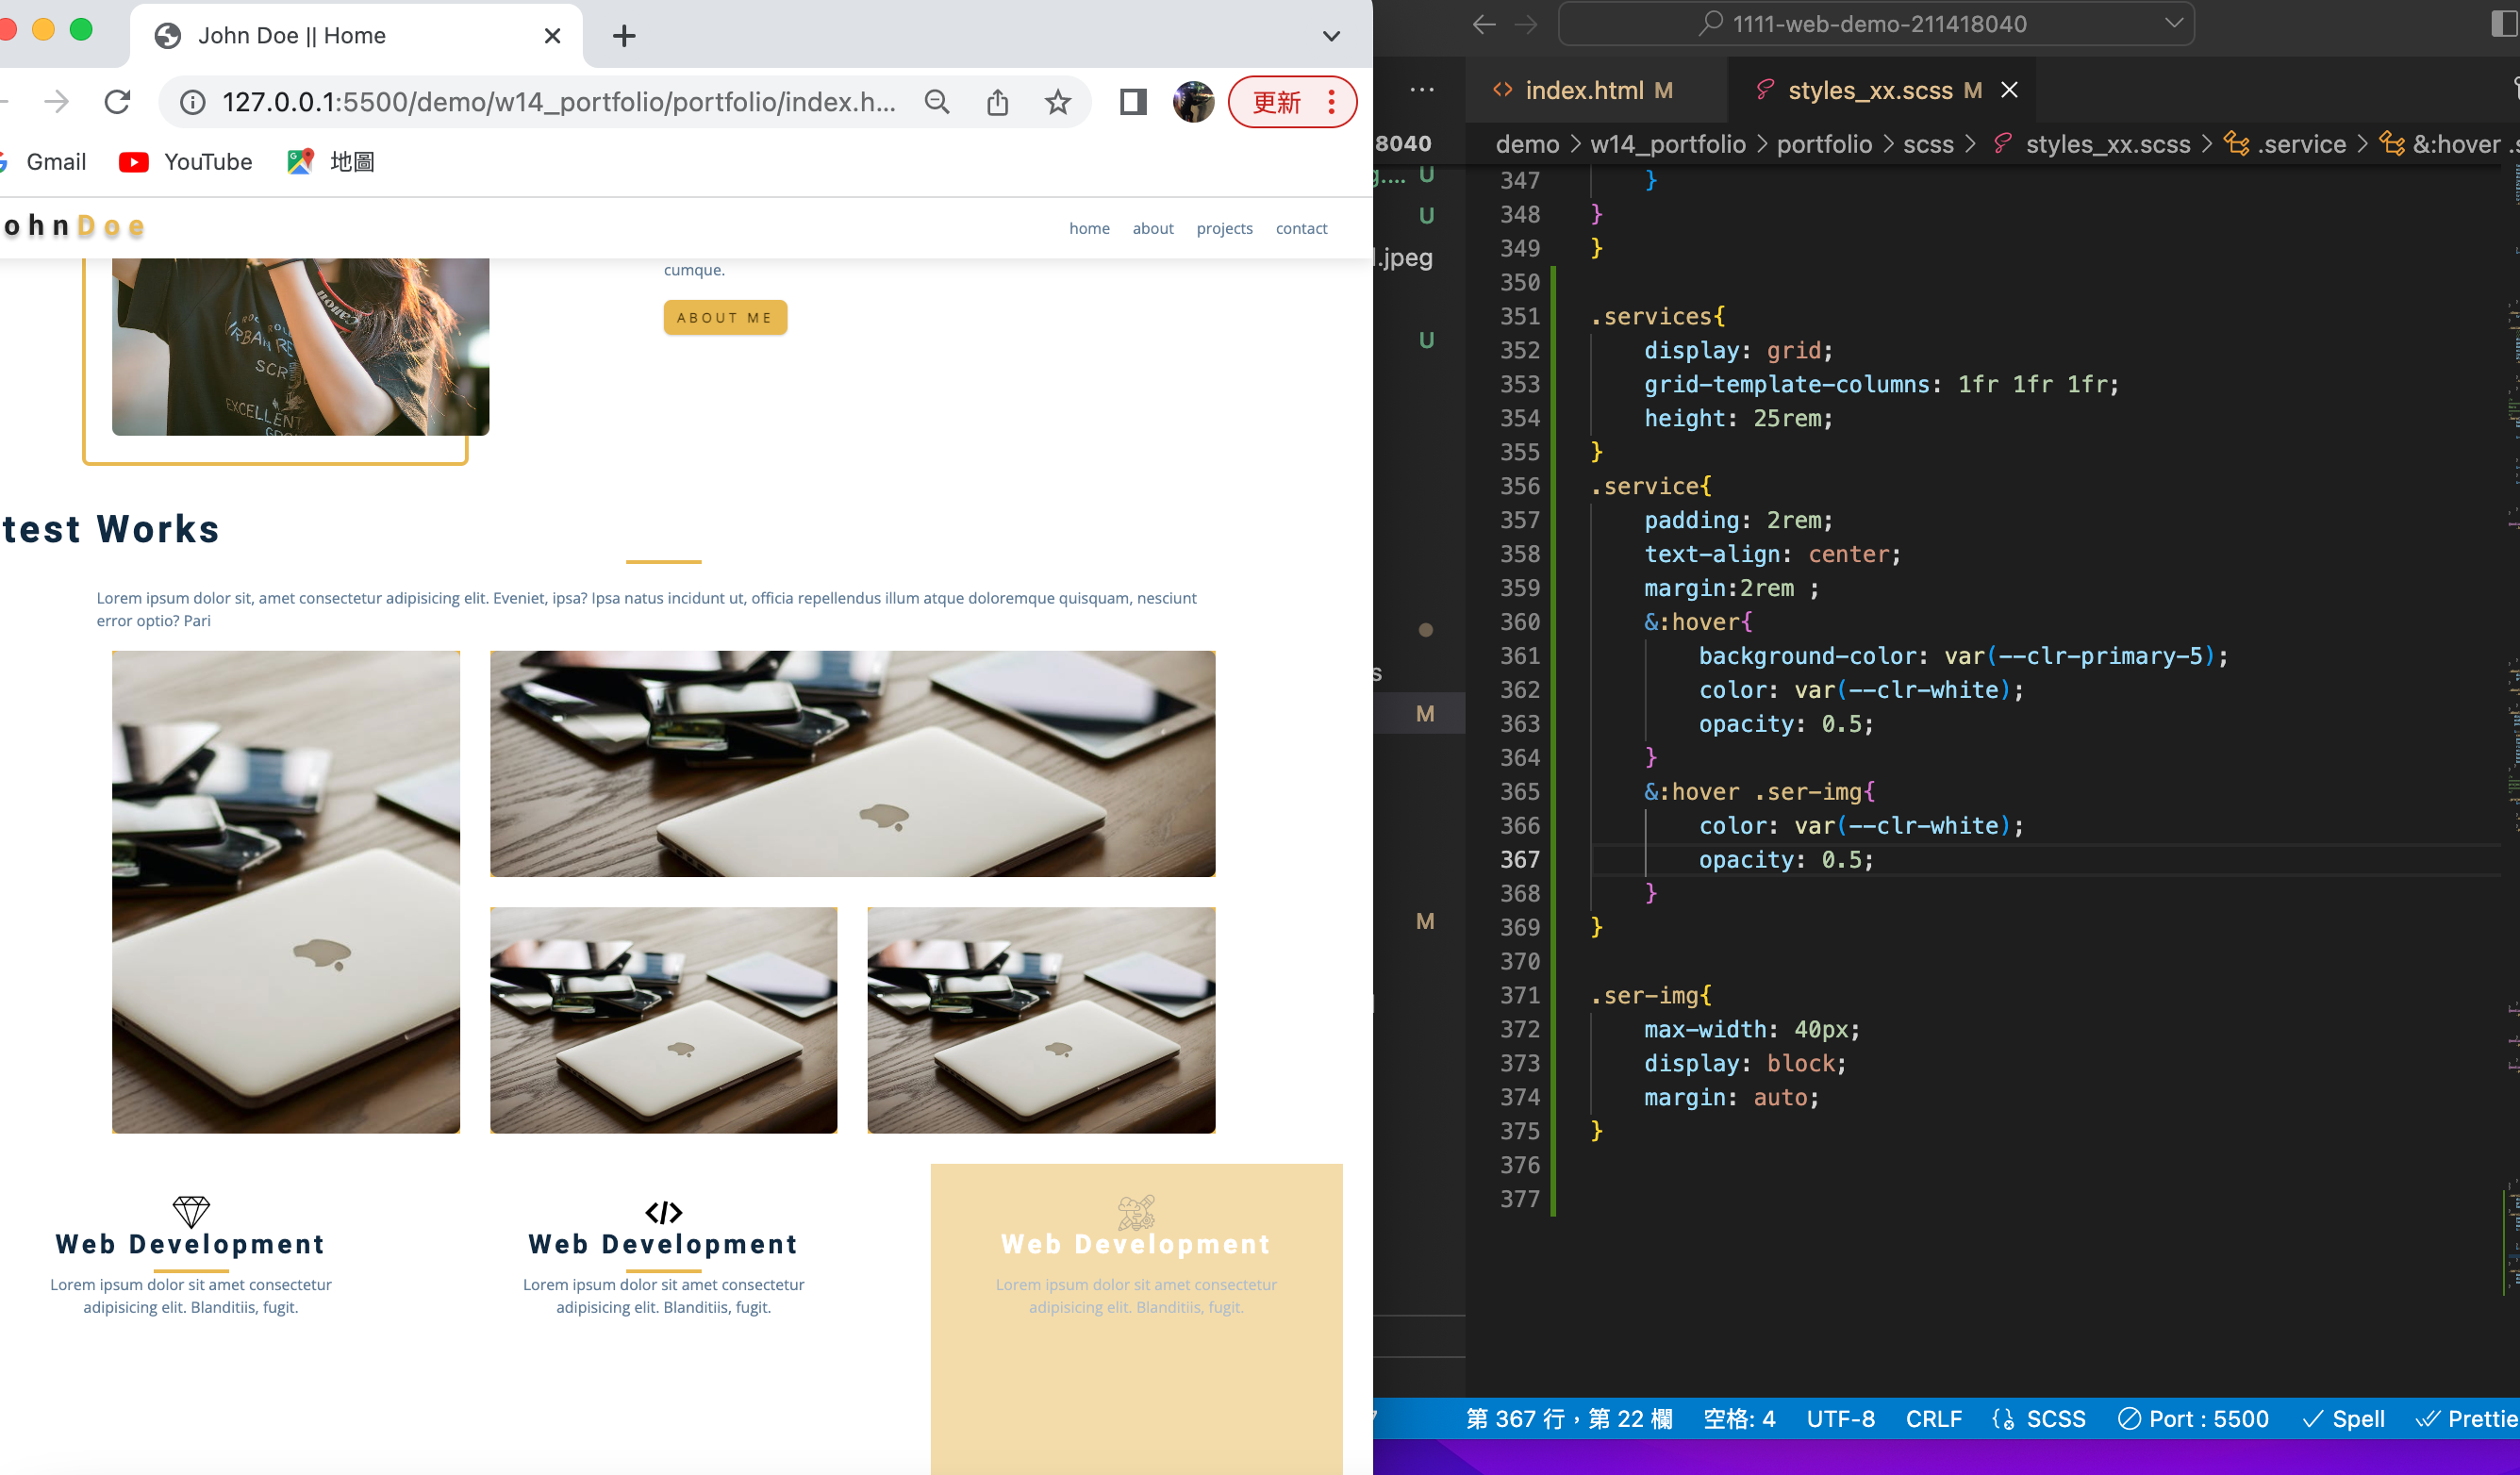 John Doe || Home
127.0.0.1:5500/demo/w14_portfolio/portfolio/index.h...
更新
Gmail
YouTube
地圖
ohnDoe
home
about
projects
contact
cumque.
ABOUT ME
Canon
SCR
EXCELLENT
test Works
Lorem ipsum dolor sit, amet consectetur adipisicing elit. Eveniet, ipsa? Ipsa natus incidunt ut, officia repellendus illum atque doloremque quisquam, nesciunt
error optio? Pari
Web Development
Lorem ipsum dolor sit amet consectetur
adipisicing elit. Blanditiis, fugit.
Web Development
Lorem ipsum dolor sit amet consectetur
adipisicing elit. Blanditiis, fugit.
Web Development
Lorem ipsum dolor sit amet consectetur
adipisicing elit. Blanditiis, fugit.
8040
g.... U
U
.jpeg
U
s
M
M
1111-web-demo-211418040
index.html M
styles_xx.scss M
demo > w14_portfolio > portfolio > scss > styles_xx.scss > .service > &:hover .s
347 }
348 }
349 }
350
351 .services{
352 display: grid;
353 grid-template-columns: 1fr 1fr 1fr;
354 height: 25rem;
355 }
356 .service{
357 padding: 2rem;
358 text-align: center;
359 margin:2rem ;
360 &:hover{
361 background-color: var(--clr-primary-5);
362 color: var(--clr-white);
363 opacity: 0.5;
364 }
365 &:hover .ser-img{
366 color: var(--clr-white);
367 opacity: 0.5;
368 }
369 }
370
371 .ser-img{
372 max-width: 40px;
373 display: block;
374 margin: auto;
375 }
376
377
第 367 行，第 22 欄
空格: 4
UTF-8
CRLF
SCSS
Port : 5500
Spell
Prettie